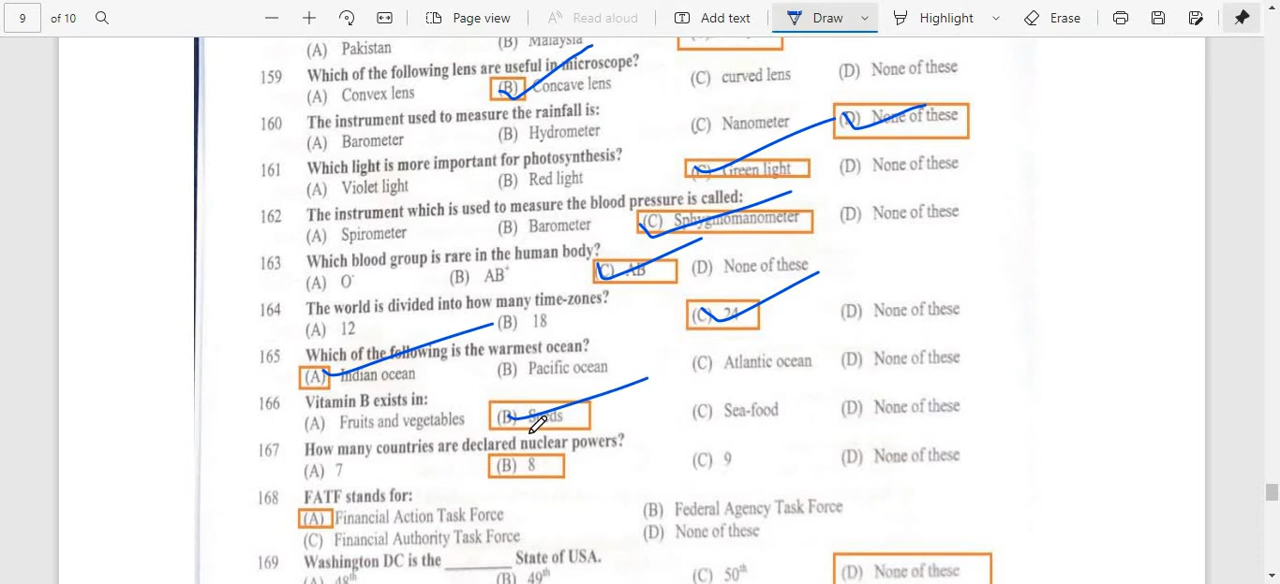 9 of 10 Page view Read aloud Add text Draw Highlight Erase
(A) Pakistan (B) Malaysia
159 Which of the following lens are useful in microscope?
(A) Convex lens (B) Concave lens (C) curved lens (D) None of these
160 The instrument used to measure the rainfall is:
(A) Barometer (B) Hydrometer (C) Nanometer (D) None of these
161 Which light is more important for photosynthesis?
(A) Violet light (B) Red light (C) Green light (D) None of these
162 The instrument which is used to measure the blood pressure is called:
(A) Spirometer (B) Barometer (C) Sphygmomanometer (D) None of these
163 Which blood group is rare in the human body?
(A) O⁻ (B) AB⁺ (C) AB (D) None of these
164 The world is divided into how many time-zones?
(A) 12 (B) 18 (C) 24 (D) None of these
165 Which of the following is the warmest ocean?
(A) Indian ocean (B) Pacific ocean (C) Atlantic ocean (D) None of these
166 Vitamin B exists in:
(A) Fruits and vegetables (B) Seeds (C) Sea-food (D) None of these
167 How many countries are declared nuclear powers?
(A) 7 (B) 8 (C) 9 (D) None of these
168 FATF stands for:
(A) Financial Action Task Force (B) Federal Agency Task Force
(C) Financial Authority Task Force (D) None of these
169 Washington DC is the ________ State of USA.
(A) 48th (B) 49th (C) 50th (D) None of these